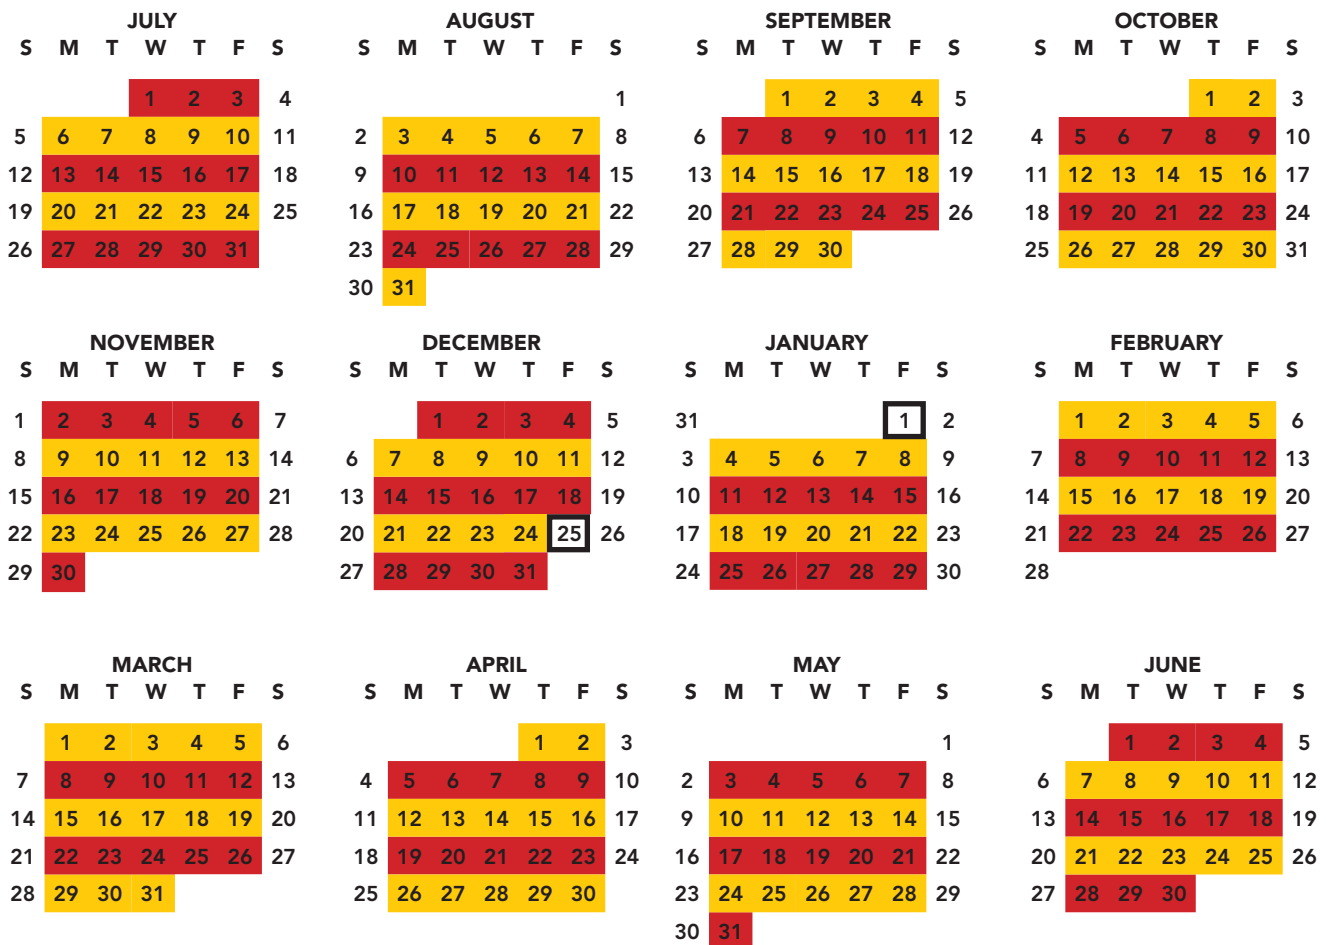 JULY AUGUST SEPTEMBER OCTOBER
S M T W T F S S M T W T F S S M T W T F S S M T W T F S
1 2 3 4 1 1 2 3 4 5 1 2 3
5 6 7 8 9 10 11 2 3 4 5 6 7 8 6 7 8 9 10 11 12 4 5 6 7 8 9 10
12 13 14 15 16 17 18 9 10 11 12 13 14 15 13 14 15 16 17 18 19 11 12 13 14 15 16 17
19 20 21 22 23 24 25 16 17 18 19 20 21 22 20 21 22 23 24 25 26 18 19 20 21 22 23 24
26 27 28 29 30 31 23 24 25 26 27 28 29 27 28 29 30 25 26 27 28 29 30 31
30 31
NOVEMBER DECEMBER JANUARY FEBRUARY
S M T W T F S S M T W T F S S M T W T F S S M T W T F S
1 2 3 4 5 6 7 1 2 3 4 5 31 1 2 1 2 3 4 5 6
8 9 10 11 12 13 14 6 7 8 9 10 11 12 3 4 5 6 7 8 9 7 8 9 10 11 12 13
15 16 17 18 19 20 21 13 14 15 16 17 18 19 10 11 12 13 14 15 16 14 15 16 17 18 19 20
22 23 24 25 26 27 28 20 21 22 23 24 25 26 17 18 19 20 21 22 23 21 22 23 24 25 26 27
29 30 27 28 29 30 31 24 25 26 27 28 29 30 28
MARCH APRIL MAY JUNE
S M T W T F S S M T W T F S S M T W T F S S M T W T F S
1 2 3 4 5 6 1 2 3 1 1 2 3 4 5
7 8 9 10 11 12 13 4 5 6 7 8 9 10 2 3 4 5 6 7 8 6 7 8 9 10 11 12
14 15 16 17 18 19 20 11 12 13 14 15 16 17 9 10 11 12 13 14 15 13 14 15 16 17 18 19
21 22 23 24 25 26 27 18 19 20 21 22 23 24 16 17 18 19 20 21 22 20 21 22 23 24 25 26
28 29 30 31 25 26 27 28 29 30 23 24 25 26 27 28 29 27 28 29 30
30 31